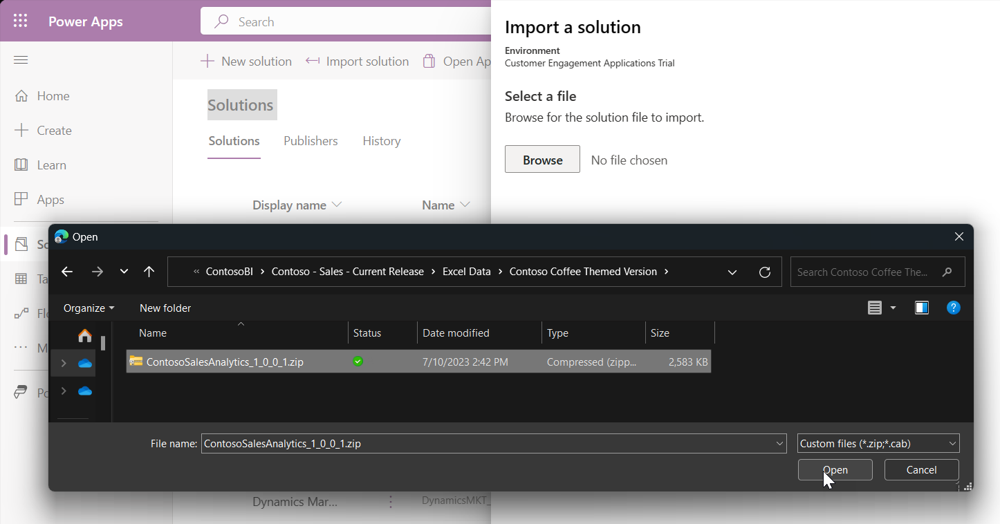 Power Apps
Search
New solution
Import solution
Open Ap
Home
Create
Learn
Apps
Solutions
Solutions
Publishers
History
Display name
Name
Import a solution
Environment
Customer Engagement Applications Trial
Select a file
Browse for the solution file to import.
Browse
No file chosen
So
Ta
Flo
M
Po
Open
« ContosoBI > Contoso - Sales - Current Release > Excel Data > Contoso Coffee Themed Version >
Search Contoso Coffee The...
Organize
New folder
Name
Status
Date modified
Type
Size
ContosoSalesAnalytics_1_0_0_1.zip
7/10/2023 2:42 PM
Compressed (zipp...
2,583 KB
File name:
ContosoSalesAnalytics_1_0_0_1.zip
Custom files (*.zip;*.cab)
Open
Cancel
Dynamics Mar...
DynamicsMKT_